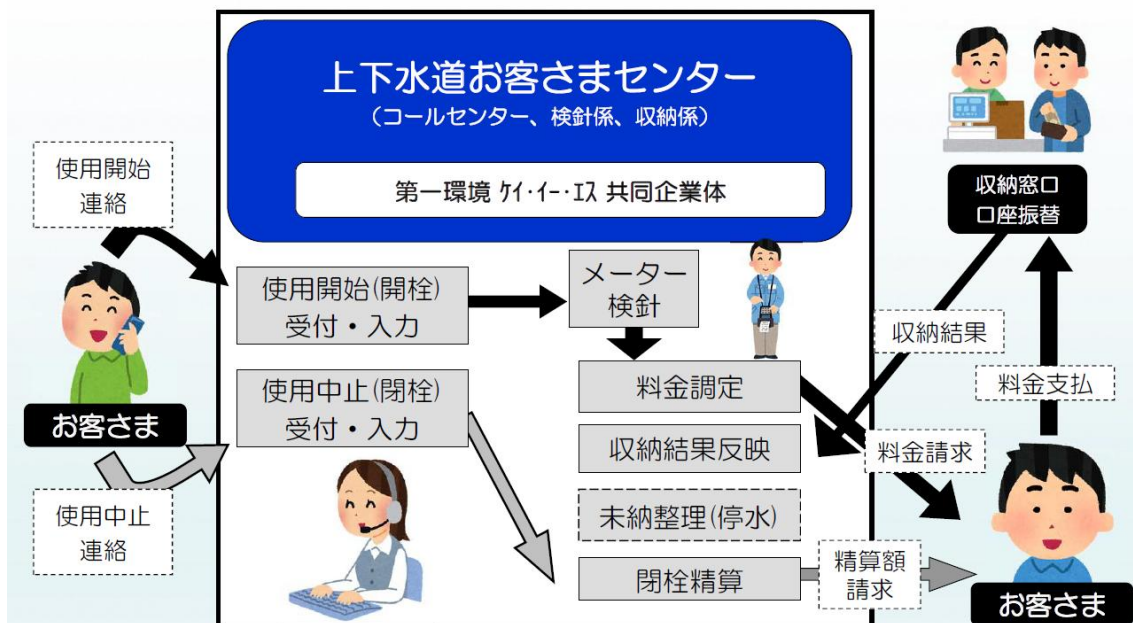 上下水道お客さまセンター
（コールセンター、検針係、収納係）
第一環境 ｹｲ･ｲｰ･ｴｽ 共同企業体
使用開始
連絡
お客さま
使用中止
連絡
使用開始(開栓)
受付・入力
使用中止(閉栓)
受付・入力
メーター
検針
料金調定
収納結果反映
未納整理(停水)
閉栓精算
収納窓口
口座振替
収納結果
料金支払
料金請求
精算額
請求
お客さま